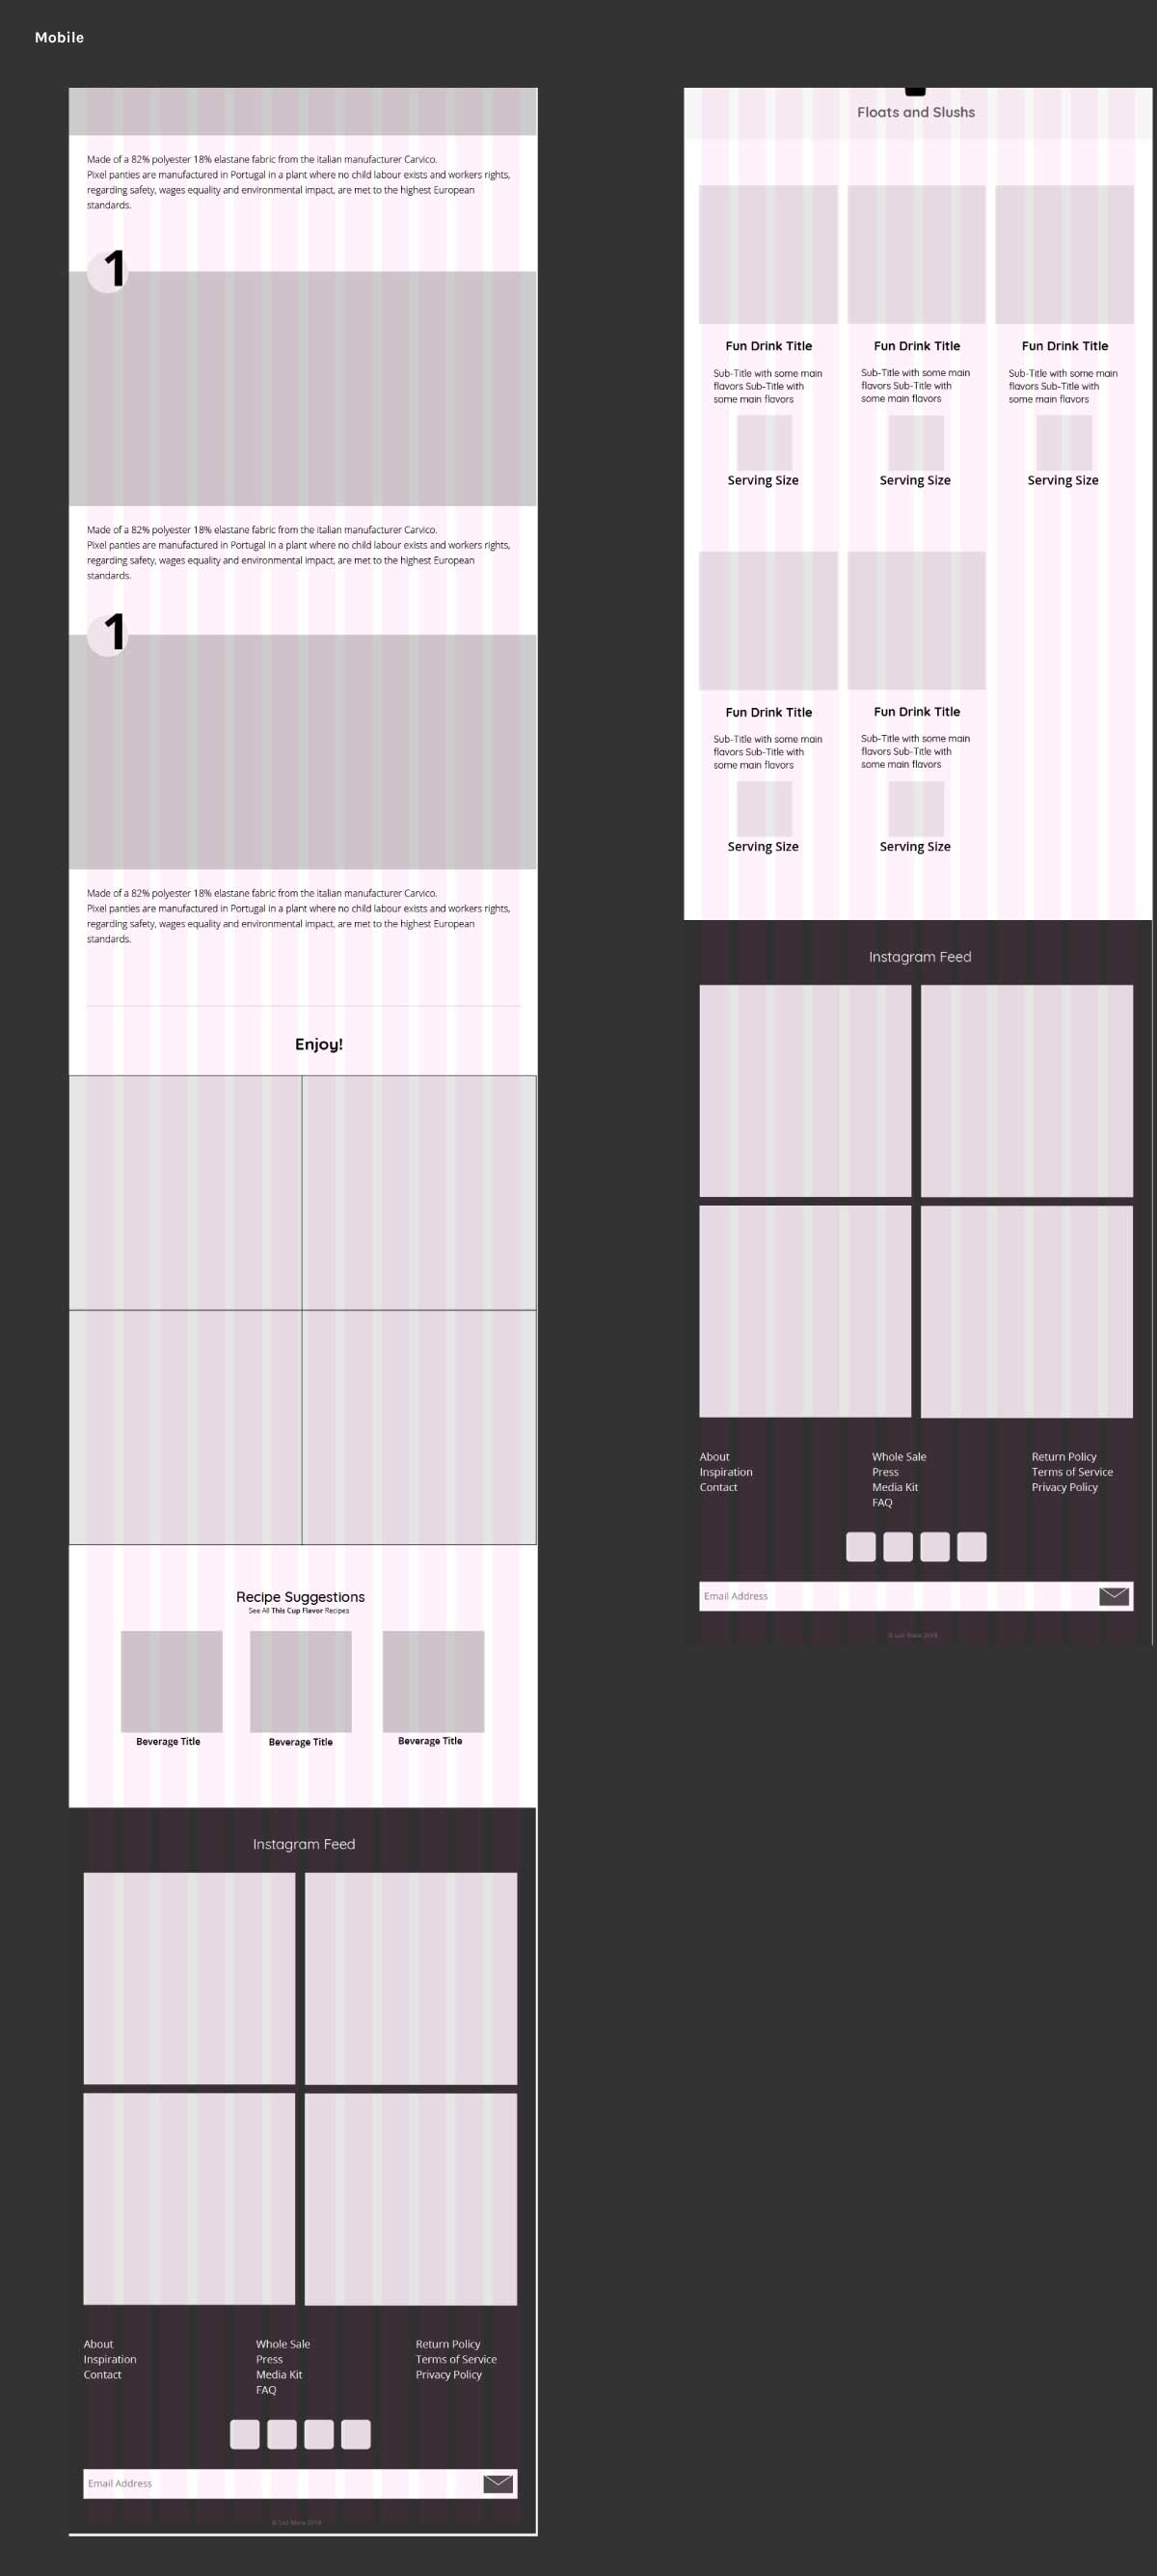 Mobile
Made of a 82% polyester 18% elastane fabric from the italian manufacturer Carvico.
Pixel panties are manufactured in Portugal in a plant where no child labour exists and workers rights,
regarding safety, wages equality and environmental impact, are met to the highest European
standards.
1
Made of a 82% polyester 18% elastane fabric from the italian manufacturer Carvico.
Pixel panties are manufactured in Portugal in a plant where no child labour exists and workers rights,
regarding safety, wages equality and environmental impact, are met to the highest European
standards.
1
Made of a 82% polyester 18% elastane fabric from the italian manufacturer Carvico.
Pixel panties are manufactured in Portugal in a plant where no child labour exists and workers rights,
regarding safety, wages equality and environmental impact, are met to the highest European
standards.
Enjoy!
Recipe Suggestions
See All This Cup Flavor Recipes
Beverage Title
Beverage Title
Beverage Title
Instagram Feed
About
Inspiration
Contact
Whole Sale
Press
Media Kit
FAQ
Return Policy
Terms of Service
Privacy Policy
Email Address
2018
Floats and Slushs
Fun Drink Title
Sub-Title with some main
flavors Sub-Title with
some main flavors
Serving Size
Fun Drink Title
Sub-Title with some main
flavors Sub-Title with
some main flavors
Serving Size
Fun Drink Title
Sub-Title with some main
flavors Sub-Title with
some main flavors
Serving Size
Fun Drink Title
Sub-Title with some main
flavors Sub-Title with
some main flavors
Serving Size
Fun Drink Title
Sub-Title with some main
flavors Sub-Title with
some main flavors
Serving Size
Instagram Feed
About
Inspiration
Contact
Whole Sale
Press
Media Kit
FAQ
Return Policy
Terms of Service
Privacy Policy
Email Address
2018